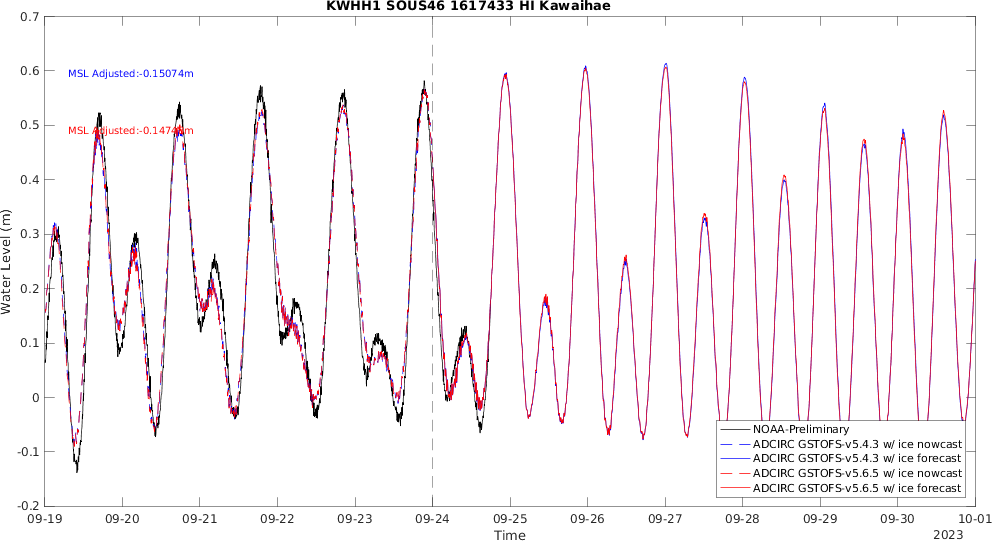 KWHH1 SOUS46 1617433 HI Kawaihae
0.7
0.6
0.5
0.4
0.3
0.2
0.1
0
-0.1
-0.2
Water Level (m)
MSL Adjusted:-0.15074m
MSL Adjusted:-0.1474m
NOAA-Preliminary
ADCIRC GSTOFS-v5.4.3 w/ ice nowcast
ADCIRC GSTOFS-v5.4.3 w/ ice forecast
ADCIRC GSTOFS-v5.6.5 w/ ice nowcast
ADCIRC GSTOFS-v5.6.5 w/ ice forecast
09-19 09-20 09-21 09-22 09-23 09-24 09-25 09-26 09-27 09-28 09-29 09-30 10-01
Time
2023